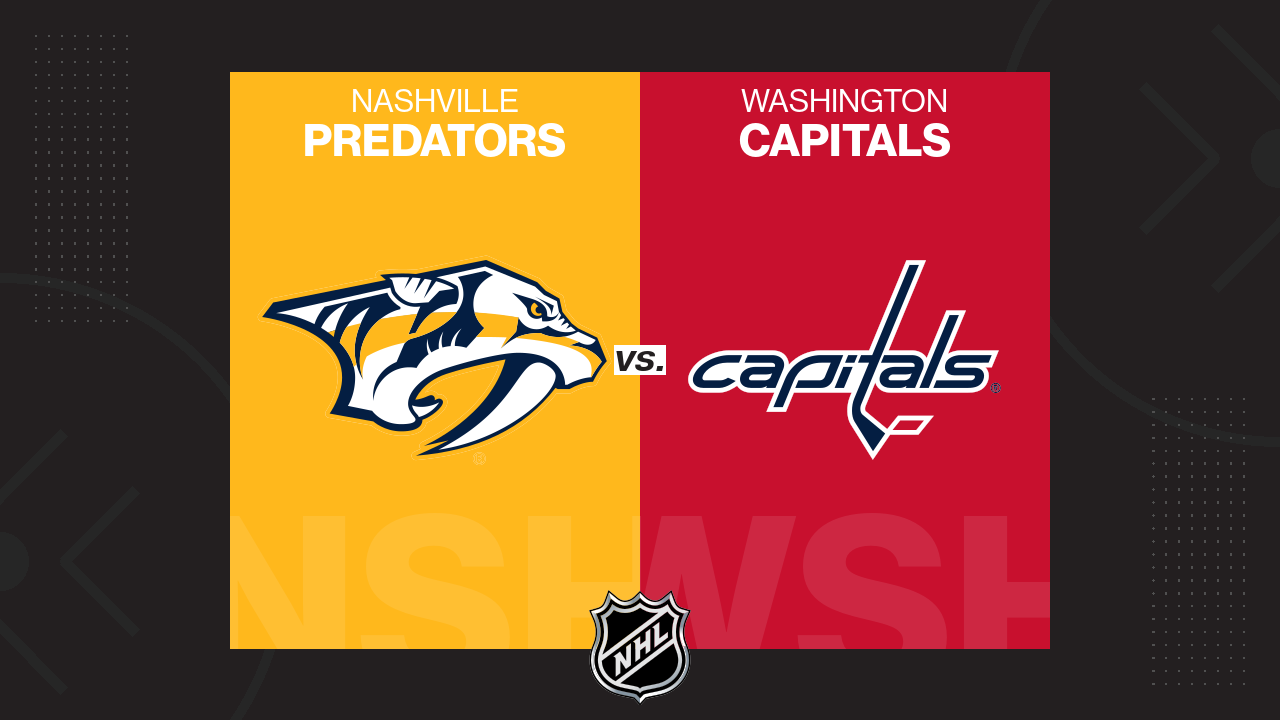 NASHVILLE
PREDATORS
WASHINGTON
CAPITALS
vs.
capitals
NSH
WSH
NHL